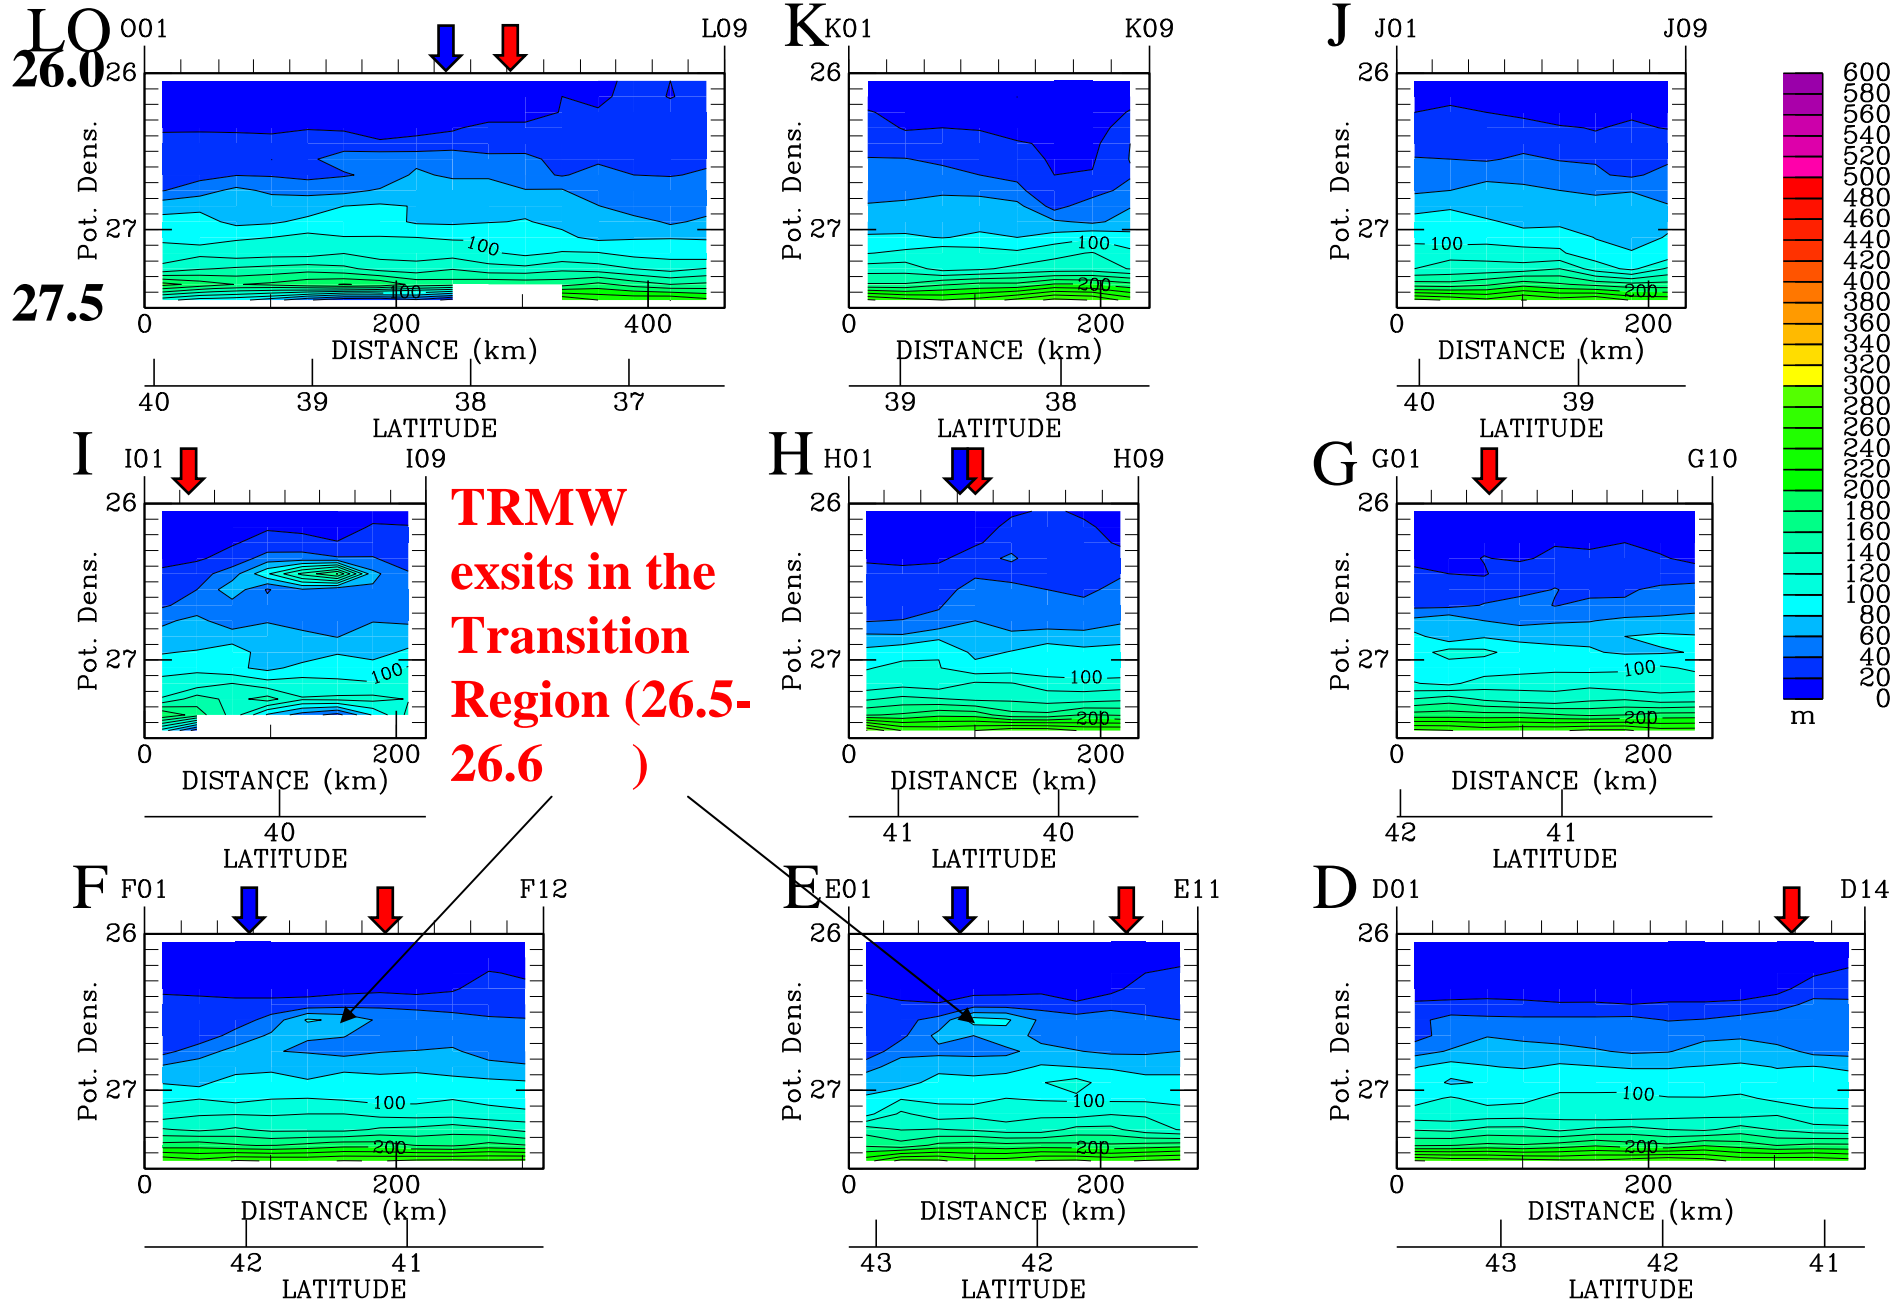 LO O01 L09
26.0 26
Pot. Dens.
27
100
100
27.5
0 200 400
DISTANCE (km)
40 39 38 37
LATITUDE
K K01 K09
26
Pot. Dens.
27
100
200
0 200
DISTANCE (km)
39 38
LATITUDE
J J01 J09
26
Pot. Dens.
27
100
200
0 200
DISTANCE (km)
40 39
LATITUDE
600
580
560
540
520
500
480
460
440
420
400
380
360
340
320
300
280
260
240
220
200
180
160
140
120
100
80
60
40
20
0
m
I I01 I09
26
Pot. Dens.
27
100
0 200
DISTANCE (km)
40
LATITUDE
TRMW
exsits in the
Transition
Region (26.5-
26.6 )
H H01 H09
26
Pot. Dens.
27
100
200
0 200
DISTANCE (km)
41 40
LATITUDE
G G01 G10
26
Pot. Dens.
27
100
200
0 200
DISTANCE (km)
42 41
LATITUDE
F F01 F12
26
Pot. Dens.
27
100
200
0 200
DISTANCE (km)
42 41
LATITUDE
E E01 E11
26
Pot. Dens.
27
100
200
0 200
DISTANCE (km)
43 42
LATITUDE
D D01 D14
26
Pot. Dens.
27
100
200
0 200
DISTANCE (km)
43 42 41
LATITUDE